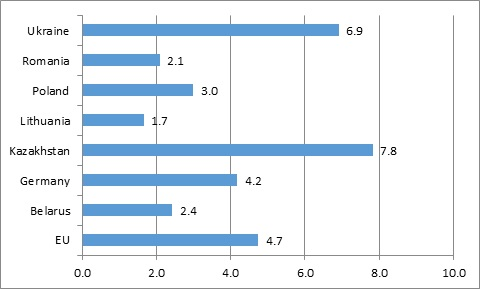 Ukraine 6.9
Romania 2.1
Poland 3.0
Lithuania 1.7
Kazakhstan 7.8
Germany 4.2
Belarus 2.4
EU 4.7
0.0 2.0 4.0 6.0 8.0 10.0